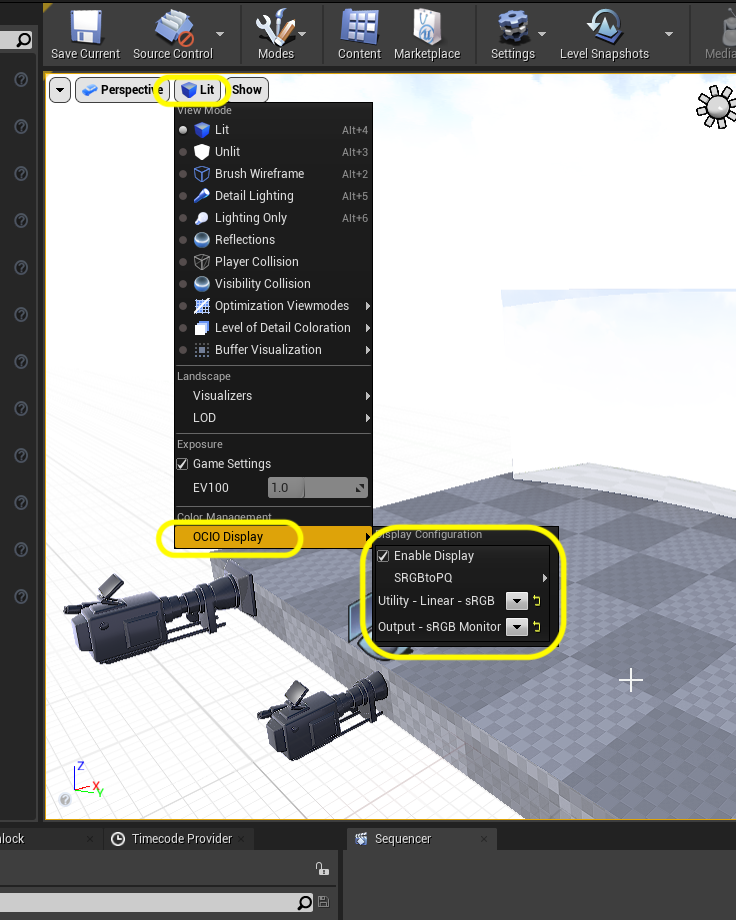 Save Current
Source Control
Modes
Content
Marketplace
Settings
Level Snapshots
Media
Perspective
Lit
Show
View Mode
Lit Alt+4
Unlit Alt+3
Brush Wireframe Alt+2
Detail Lighting Alt+5
Lighting Only Alt+6
Reflections
Player Collision
Visibility Collision
Optimization Viewmodes
Level of Detail Coloration
Buffer Visualization
Landscape
Visualizers
LOD
Exposure
Game Settings
EV100 1.0
Color Management
OCIO Display
Display Configuration
Enable Display
SRGBtoPQ
Utility - Linear - sRGB
Output - sRGB Monitor
Z
X
Y
nlock
Timecode Provider
Sequencer